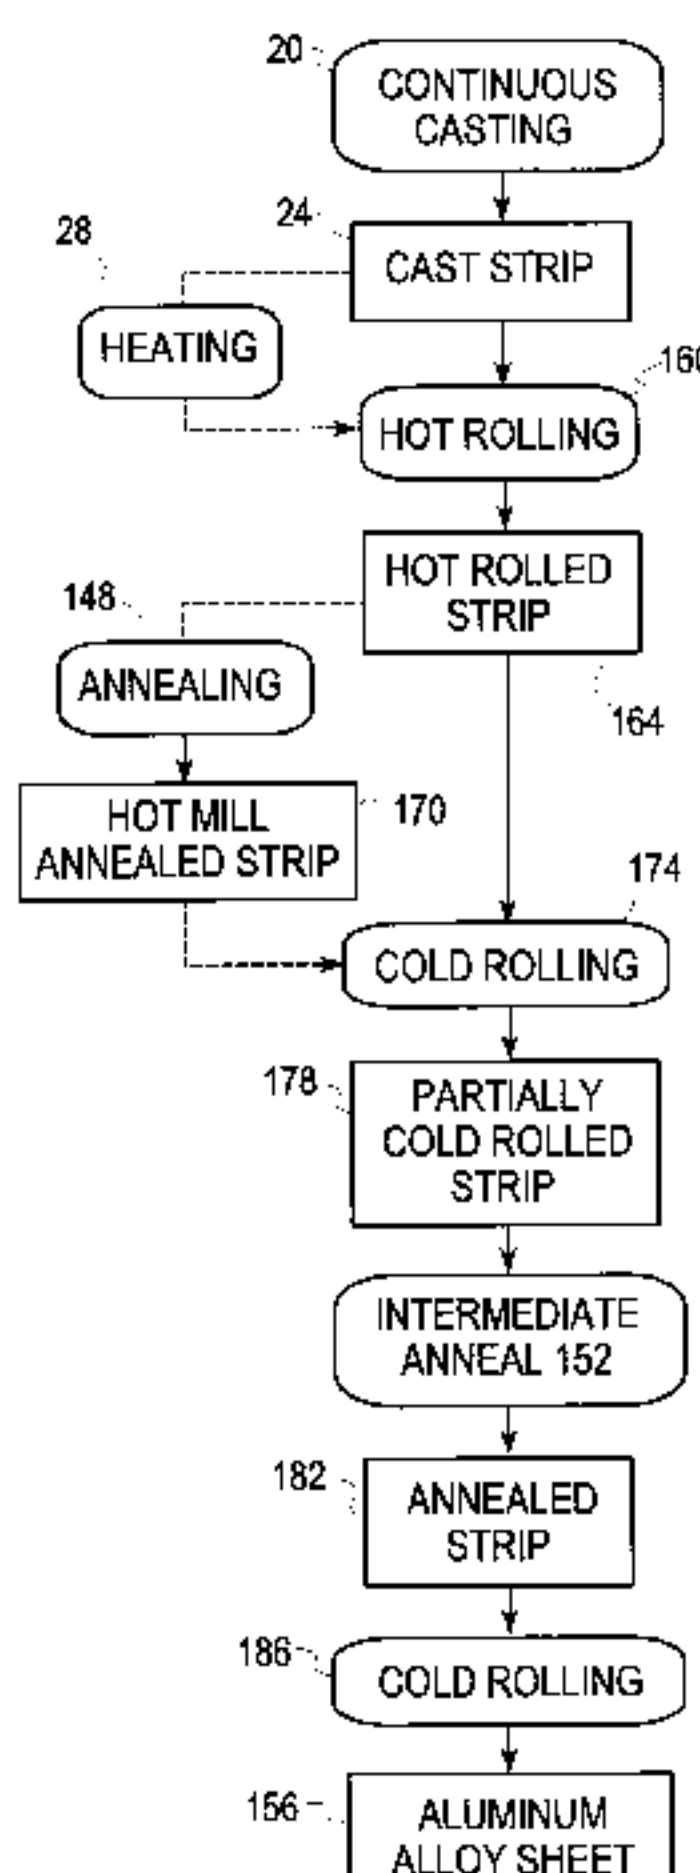 20
CONTINUOUS
CASTING
24
CAST STRIP
28
HEATING
160
HOT ROLLING
HOT ROLLED
STRIP
164
148
ANNEALING
HOT MILL
ANNEALED STRIP
170
174
COLD ROLLING
178
PARTIALLY
COLD ROLLED
STRIP
INTERMEDIATE
ANNEAL 152
182
ANNEALED
STRIP
186
COLD ROLLING
156
ALUMINUM
ALLOY SHEET